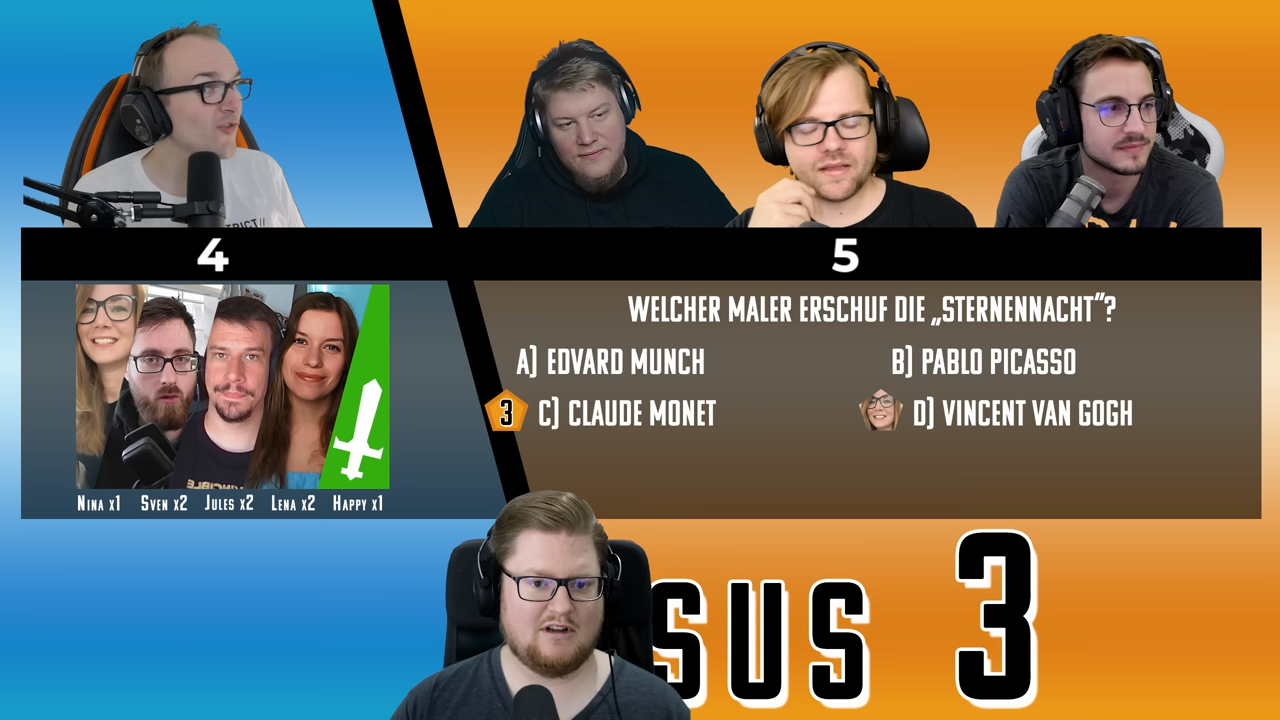 4
5
WELCHER MALER ERSCHUF DIE „STERNENNACHT“?
A) EDVARD MUNCH
B) PABLO PICASSO
3
C) CLAUDE MONET
D) VINCENT VAN GOGH
NINA X1 SVEN X2 JULES X2 LENA X2 HAPPY X1
SUS 3